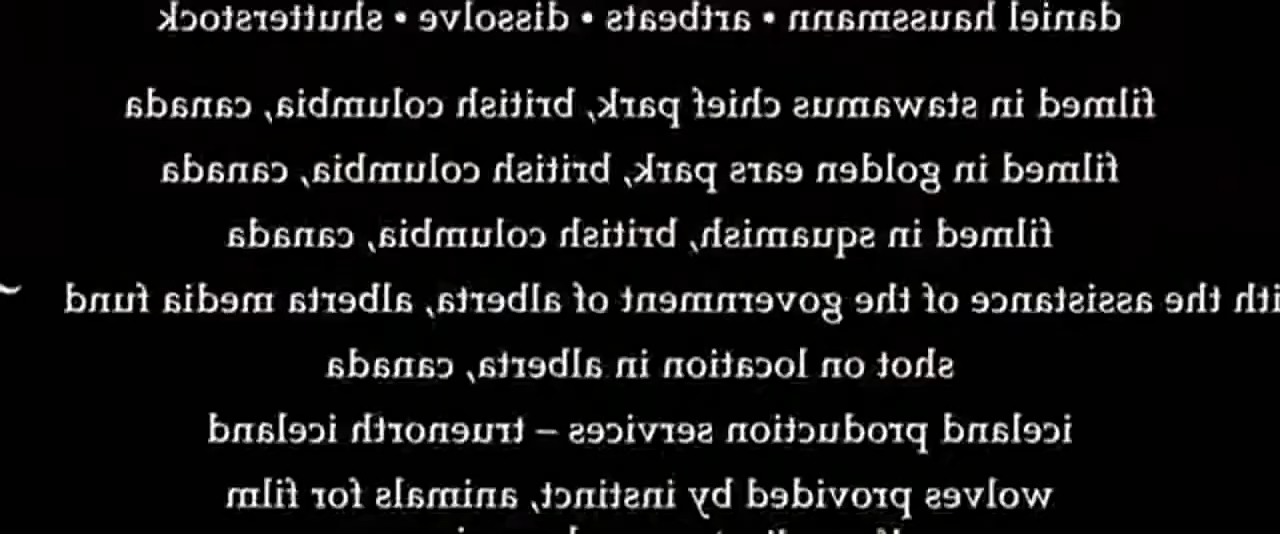 daniel haussmann • artbeats • dissolve • shutterstock
filmed in stawamus chief park, british columbia, canada
filmed in golden ears park, british columbia, canada
filmed in squamish, british columbia, canada
ith the assistance of the government of alberta, alberta media fund
shot on location in alberta, canada
iceland production services – truenorth iceland
wolves provided by instinct, animals for film